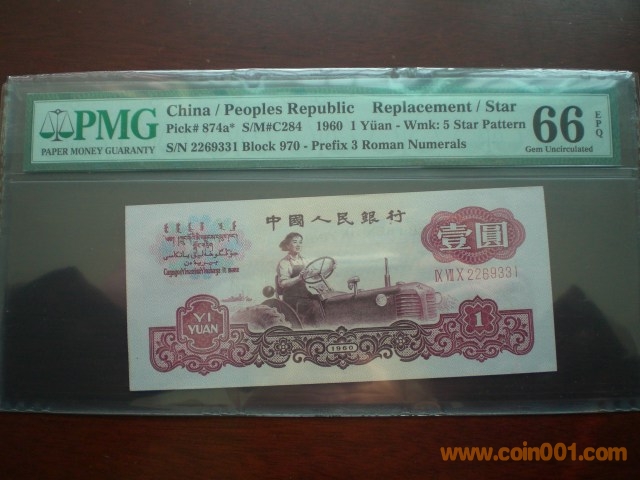 PMG
PAPER MONEY GUARANTY
China / Peoples Republic Replacement / Star
Pick# 874a* S/M#C284 1960 1 Yüan - Wmk: 5 Star Pattern
S/N 2269331 Block 970 - Prefix 3 Roman Numerals
66
EPQ
Gem Uncirculated
中國人民銀行
壹圓
IX VII X 2269331
YI
YUAN
1960
1
www.coin001.com